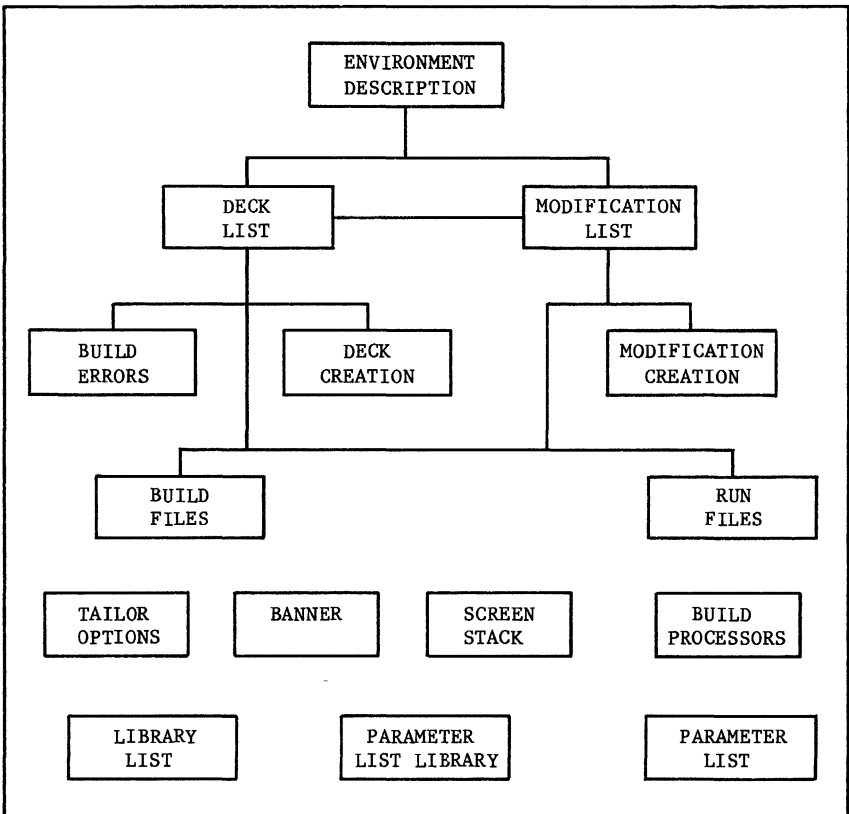 ENVIRONMENT
DESCRIPTION
DECK
LIST
MODIFICATION
LIST
BUILD
ERRORS
DECK
CREATION
MODIFICATION
CREATION
BUILD
FILES
RUN
FILES
TAILOR
OPTIONS
BANNER
SCREEN
STACK
BUILD
PROCESSORS
LIBRARY
LIST
PARAMETER
LIST LIBRARY
PARAMETER
LIST